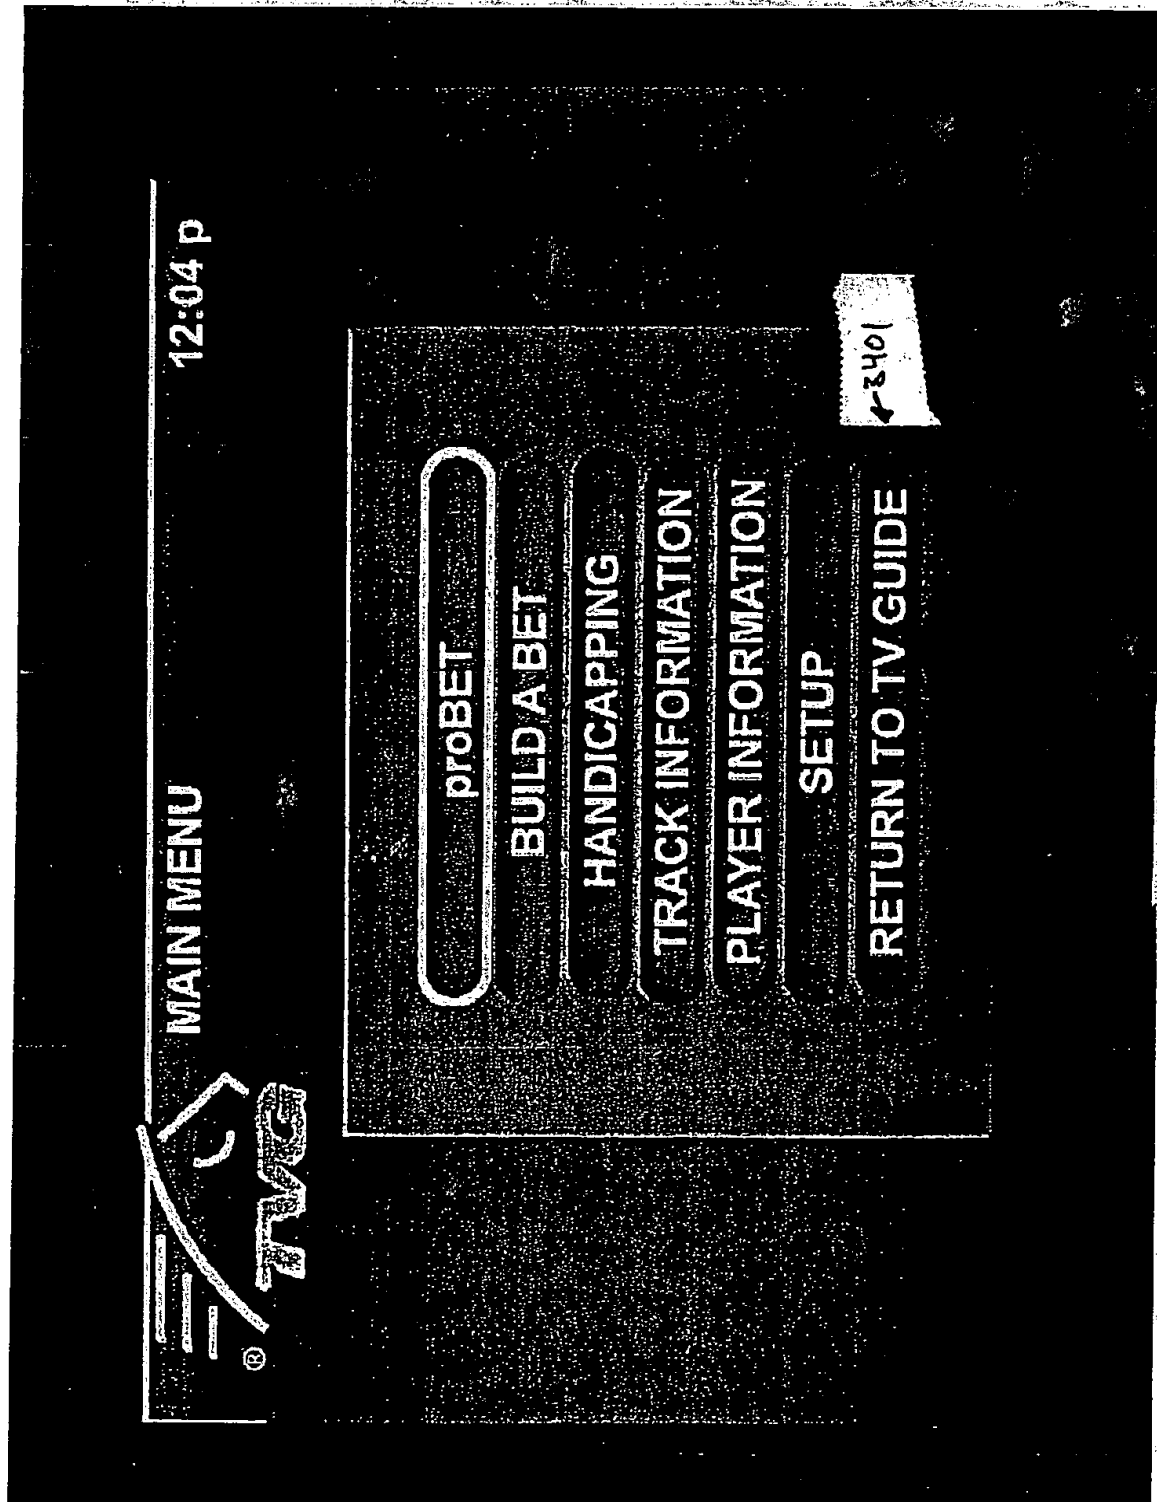 MAIN MENU
12:04 p
®
TVG
proBET
BUILD A BET
HANDICAPPING
TRACK INFORMATION
PLAYER INFORMATION
SETUP
RETURN TO TV GUIDE
3401